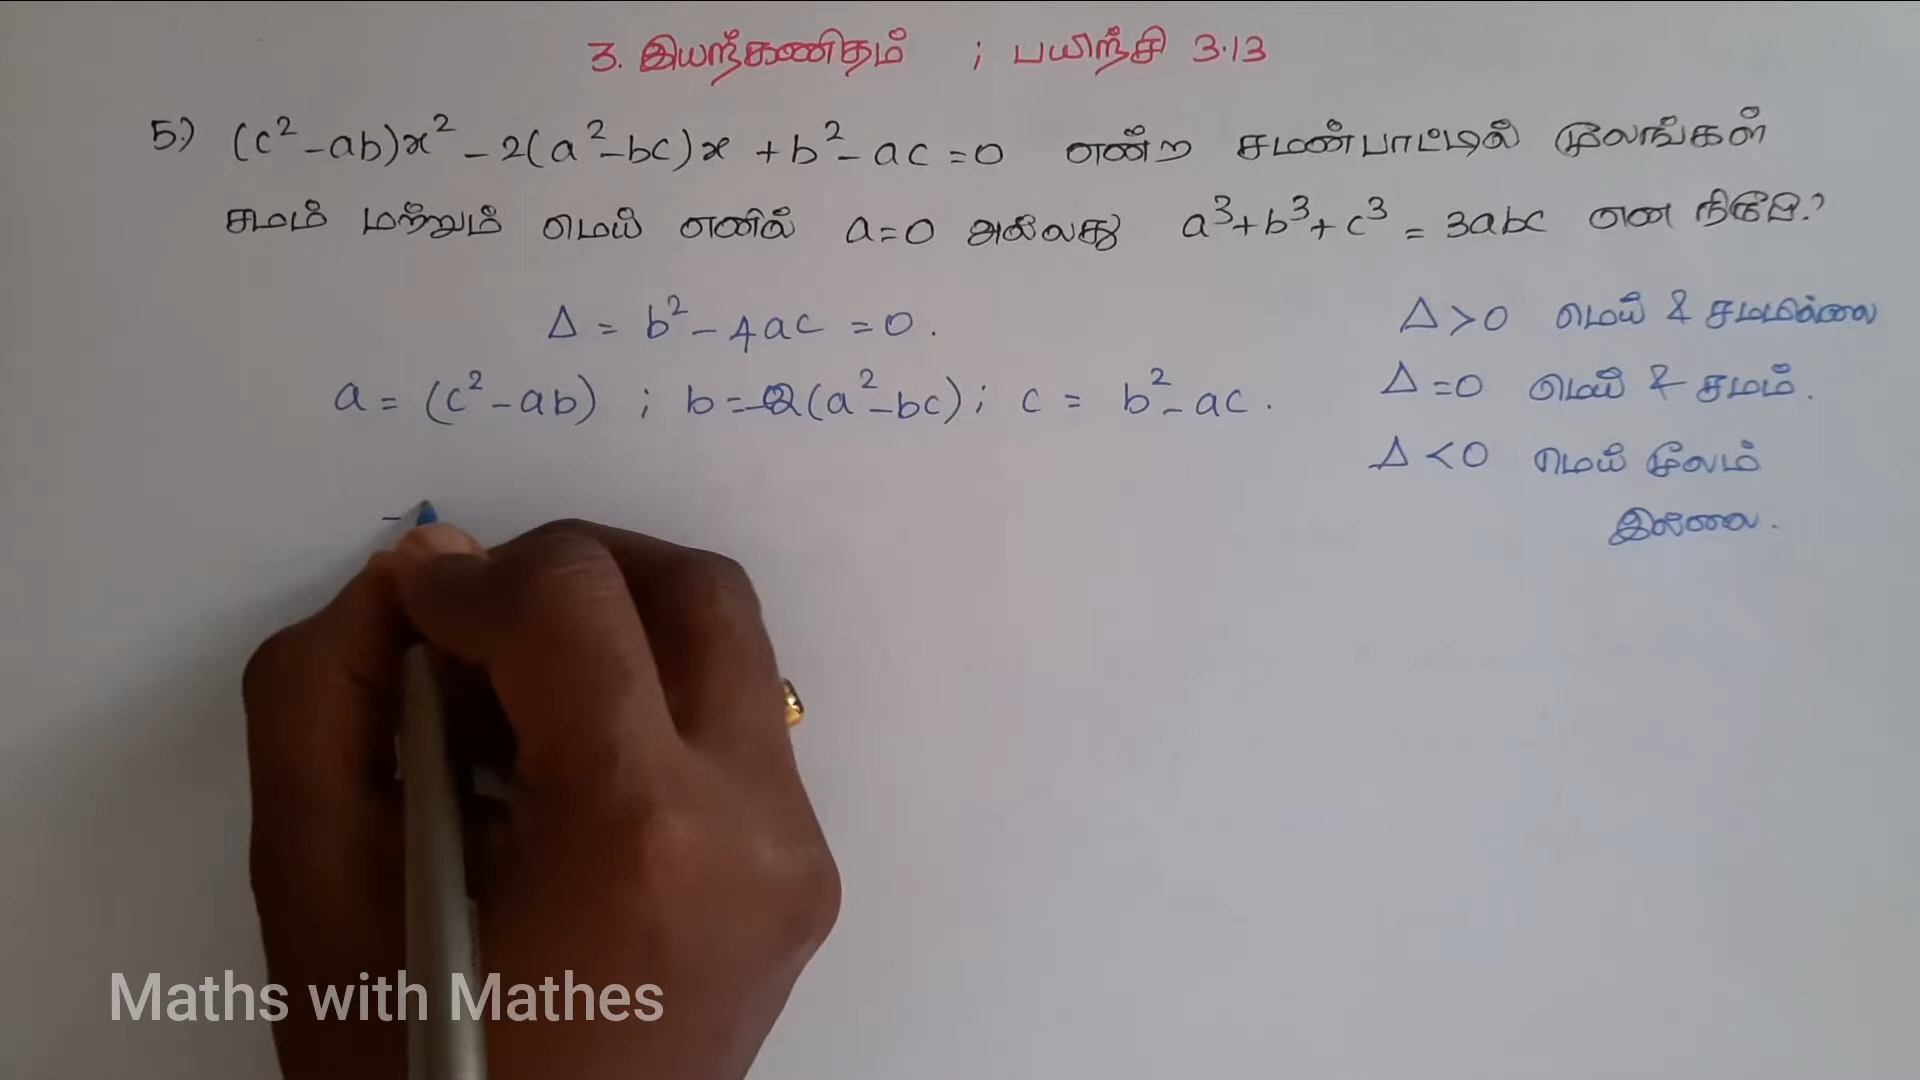 3. இயற்கணிதம் ; பயிற்சி 3.13
5) (c²-ab)x² - 2(a²-bc)x + b²-ac = 0 என்ற சமன்பாட்டில் மூலங்கள்
சமம் மற்றும் மெய் எனில் a=0 அல்லது a³+b³+c³ = 3abc என நிரூபி?
Δ = b² - 4ac = 0.
Δ>0 மெய் & சமமில்லை
a = (c²-ab) ; b = -2(a²-bc) ; c = b²-ac.
Δ=0 மெய் & சமம்.
Δ<0 மெய் மூலம்
இல்லை.
Maths with Mathes